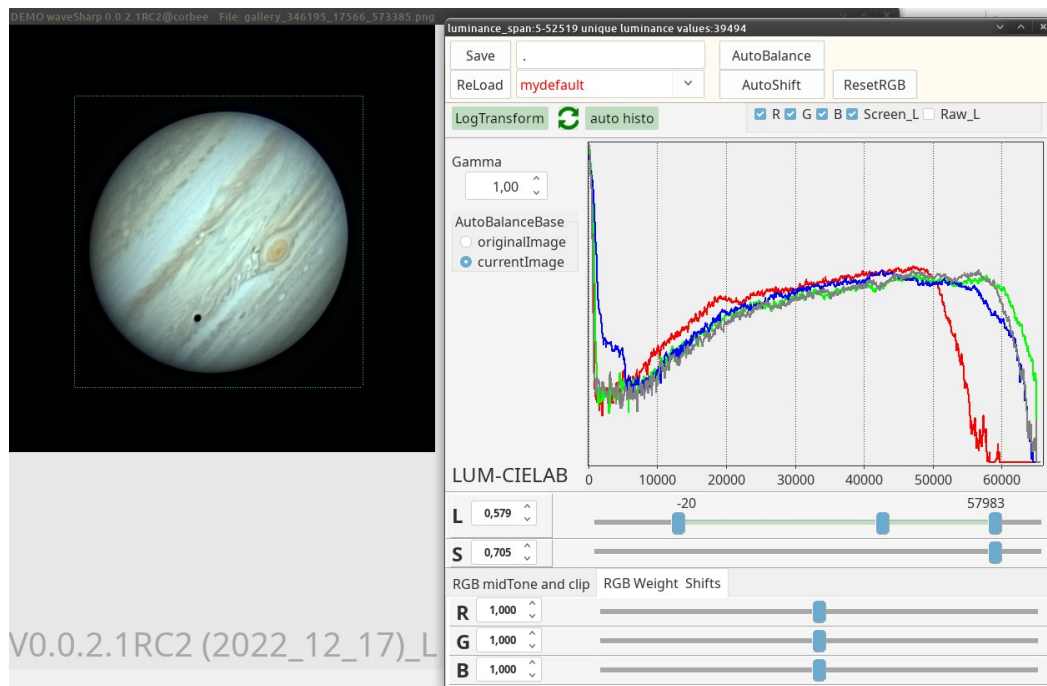 DEMO waveSharp 0.0.2.1RC2@corbee File: gallery_346195_17566_573385.png
luminance_span:5-52519 unique luminance values:39494
Save . AutoBalance
ReLoad mydefault AutoShift ResetRGB
LogTransform auto histo R G B Screen_L Raw_L
Gamma
1,00
AutoBalanceBase
originalImage
currentImage
LUM-CIELAB 0 10000 20000 30000 40000 50000 60000
-20 57983
L 0,579
S 0,705
RGB midTone and clip RGB Weight Shifts
R 1,000
G 1,000
B 1,000
V0.0.2.1RC2 (2022_12_17)_L